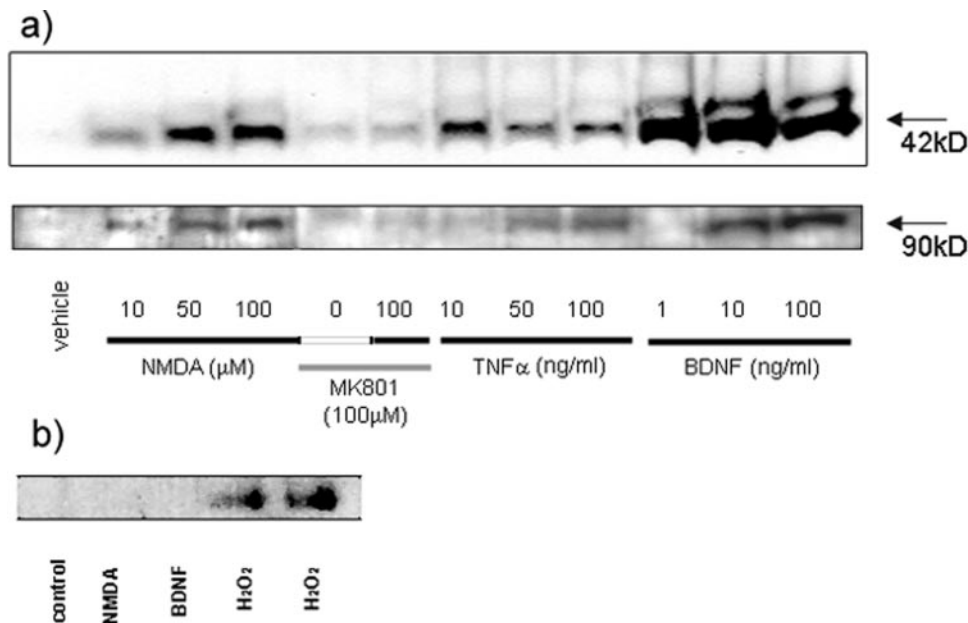 a)
42kD
90kD
vehicle
10 50 100 0 100 10 50 100 1 10 100
NMDA (μM) TNFα (ng/ml) BDNF (ng/ml)
MK801
(100μM)
b)
control NMDA BDNF H₂O₂ H₂O₂